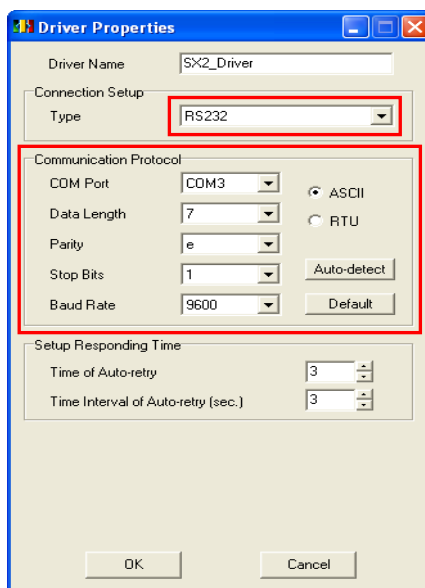 Driver Properties
Driver Name SX2_Driver
Connection Setup
Type RS232
Communication Protocol
COM Port COM3 ASCII
Data Length 7 RTU
Parity e
Stop Bits 1 Auto-detect
Baud Rate 9600 Default
Setup Responding Time
Time of Auto-retry 3
Time Interval of Auto-retry (sec.) 3
OK Cancel